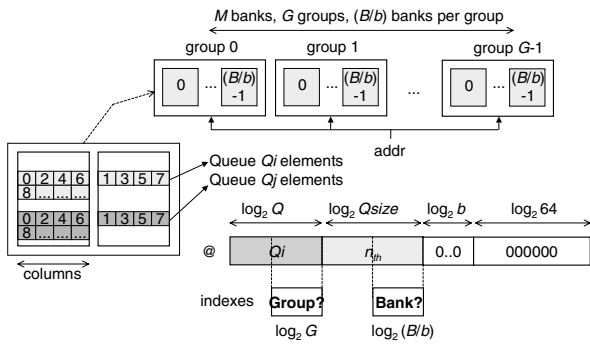 M banks, G groups, (B/b) banks per group
group 0 group 1 group G-1
0 ... (B/b) -1 0 ... (B/b) -1 ... 0 ... (B/b) -1
addr
Queue Qi elements
Queue Qj elements
0 2 4 6 1 3 5 7
8 ... ... ...
0 2 4 6 1 3 5 7
8 ... ... ...
columns
log₂ Q log₂ Qsize log₂ b log₂ 64
@ Qi nth 0..0 000000
indexes Group? Bank?
log₂ G log₂ (B/b)